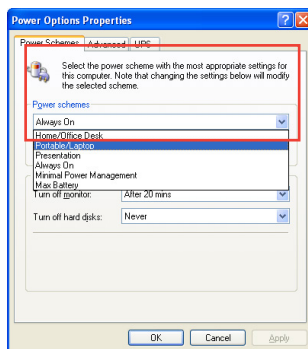 Power Options Properties
Power Schemes Advanced UPS
Select the power scheme with the most appropriate settings for
this computer. Note that changing the settings below will modify
the selected scheme.
Power schemes
Always On
Home/Office Desk
Portable/Laptop
Presentation
Always On
Minimal Power Management
Max Battery
Turn off monitor: After 20 mins
Turn off hard disks: Never
OK Cancel Apply